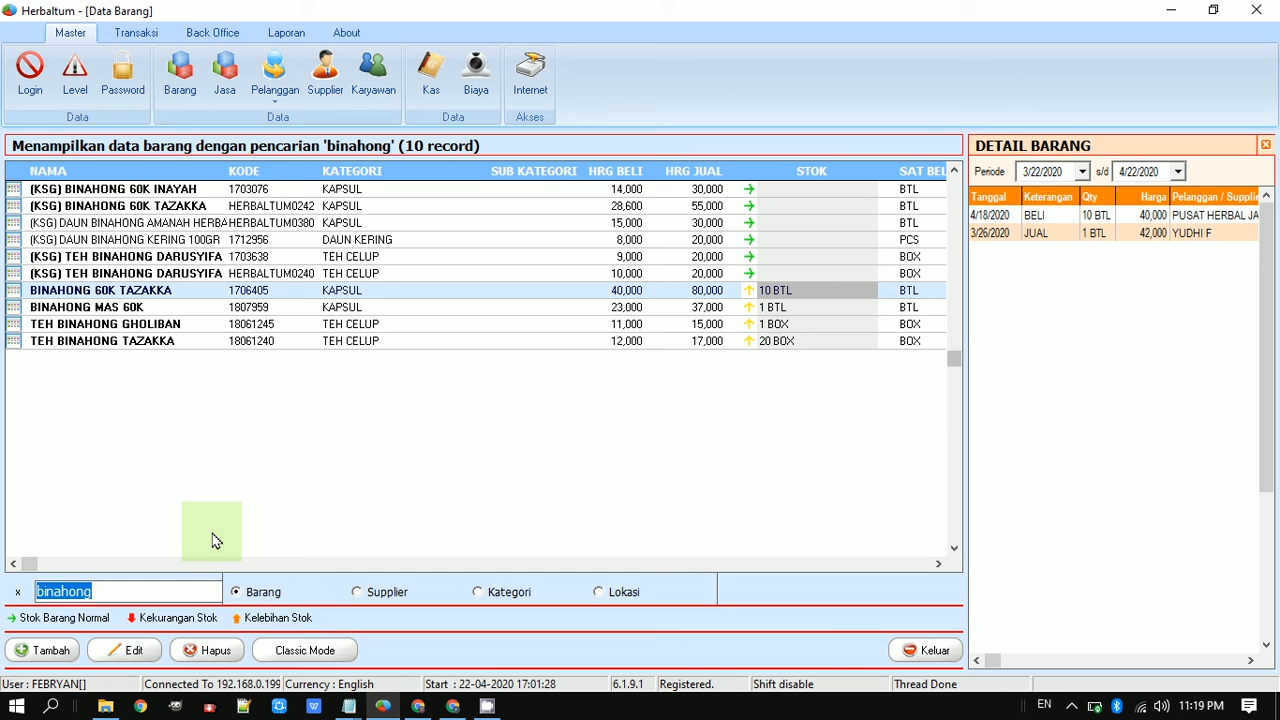 Herbaltum - [Data Barang]
Master Transaksi Back Office Laporan About
Login Level Password Barang Jasa Pelanggan Supplier Karyawan Kas Biaya Internet
Data Data Data Akses
Menampilkan data barang dengan pencarian 'binahong' (10 record)
NAMA KODE KATEGORI SUB KATEGORI HRG BELI HRG JUAL STOK SAT BEL
(KSG) BINAHONG 60K INAYAH 1703076 KAPSUL 14,000 30,000 BTL
(KSG) BINAHONG 60K TAZAKKA HERBALTUM0242 KAPSUL 28,600 55,000 BTL
(KSG) DAUN BINAHONG AMANAH HERBA HERBALTUM0380 KAPSUL 15,000 30,000 BTL
(KSG) DAUN BINAHONG KERING 100GR 1712956 DAUN KERING 8,000 20,000 PCS
(KSG) TEH BINAHONG DARUSYIFA 1703638 TEH CELUP 9,000 20,000 BOX
(KSG) TEH BINAHONG DARUSYIFA HERBALTUM0240 TEH CELUP 10,000 20,000 BOX
BINAHONG 60K TAZAKKA 1706405 KAPSUL 40,000 80,000 10 BTL BTL
BINAHONG MAS 60K 1807959 KAPSUL 23,000 37,000 1 BTL BTL
TEH BINAHONG GHOLIBAN 18061245 TEH CELUP 11,000 15,000 1 BOX BOX
TEH BINAHONG TAZAKKA 18061240 TEH CELUP 12,000 17,000 20 BOX BOX
DETAIL BARANG
Periode 3/22/2020 s/d 4/22/2020
Tanggal Keterangan Qty Harga Pelanggan / Supplie
4/18/2020 BELI 10 BTL 40,000 PUSAT HERBAL JA
3/26/2020 JUAL 1 BTL 42,000 YUDHI F
x binahong Barang Supplier Kategori Lokasi
Stok Barang Normal Kekurangan Stok Kelebihan Stok
Tambah Edit Hapus Classic Mode Keluar
User : FEBRYAN[] Connected To 192.168.0.199 Currency : English Start : 22-04-2020 17:01:28 6.1.9.1 Registered. Shift disable Thread Done
EN 11:19 PM